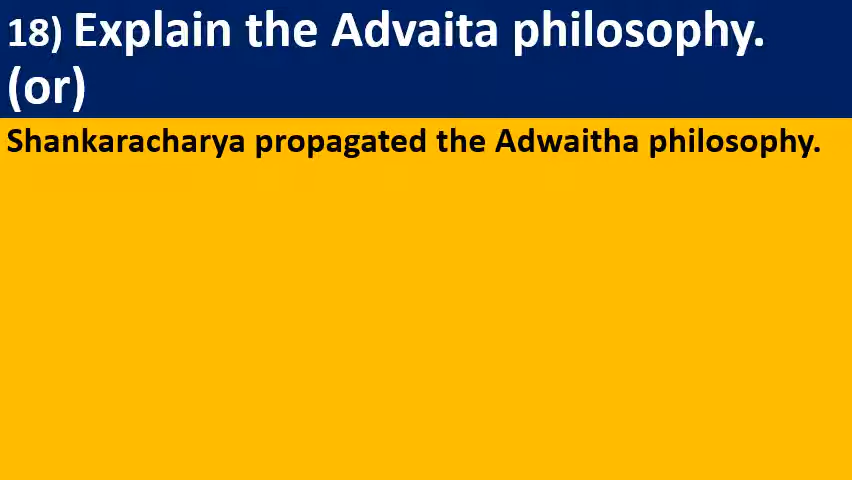 18) Explain the Advaita philosophy.
(or)
Shankaracharya propagated the Adwaitha philosophy.